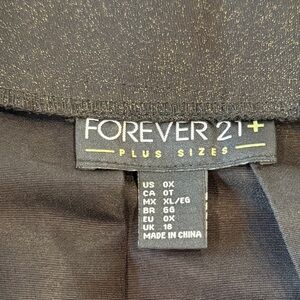 FOREVER 21+
PLUS SIZES
US 0X
CA 0T
MX XL/EG
BR 66
EU 0X
UK 18
MADE IN CHINA